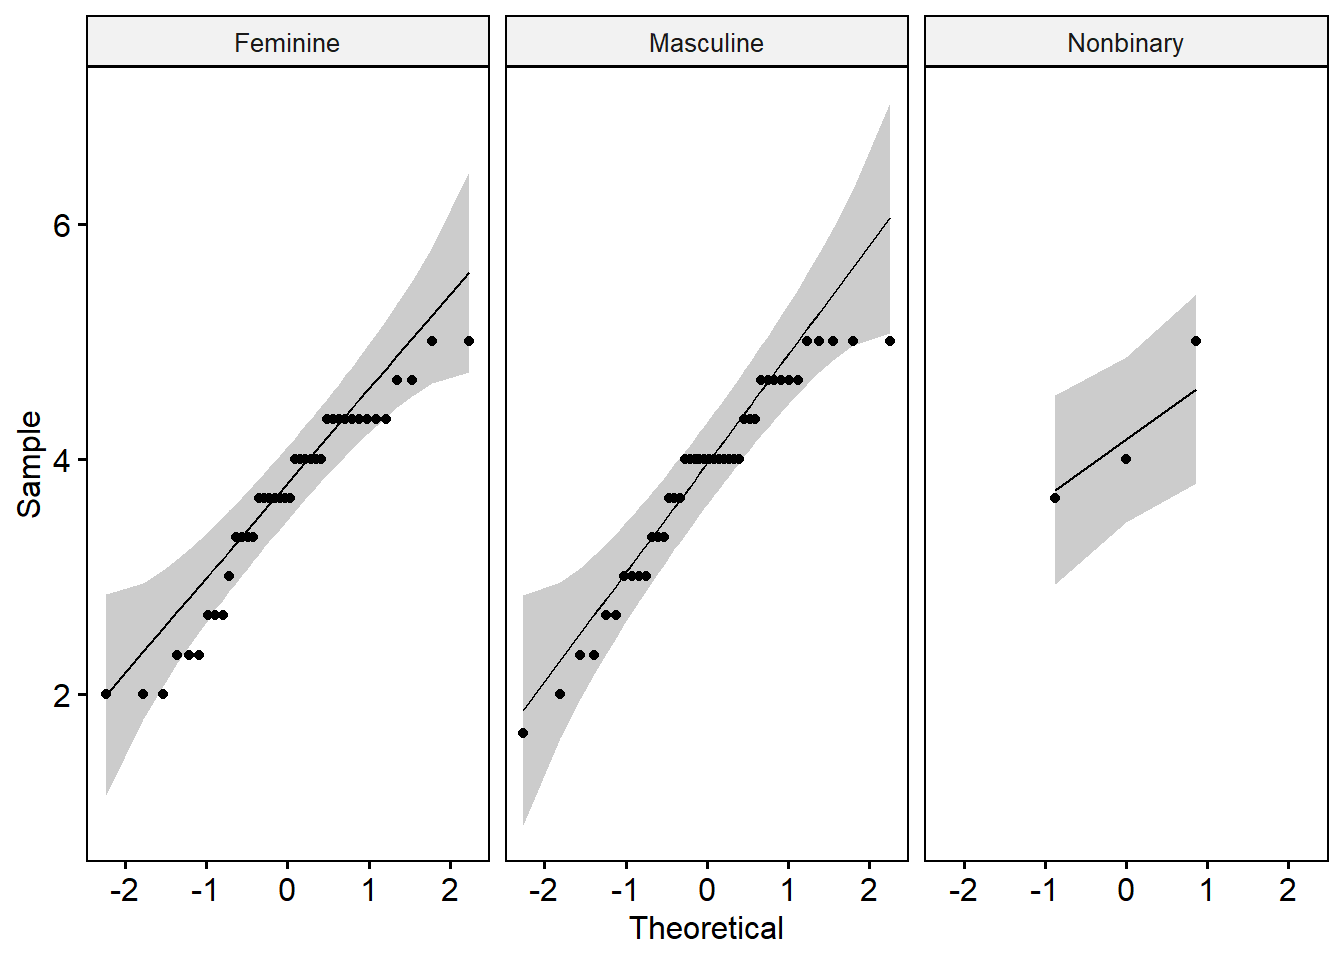 Feminine Masculine Nonbinary
6
4
2
Sample
-2 -1 0 1 2 -2 -1 0 1 2 -2 -1 0 1 2
Theoretical